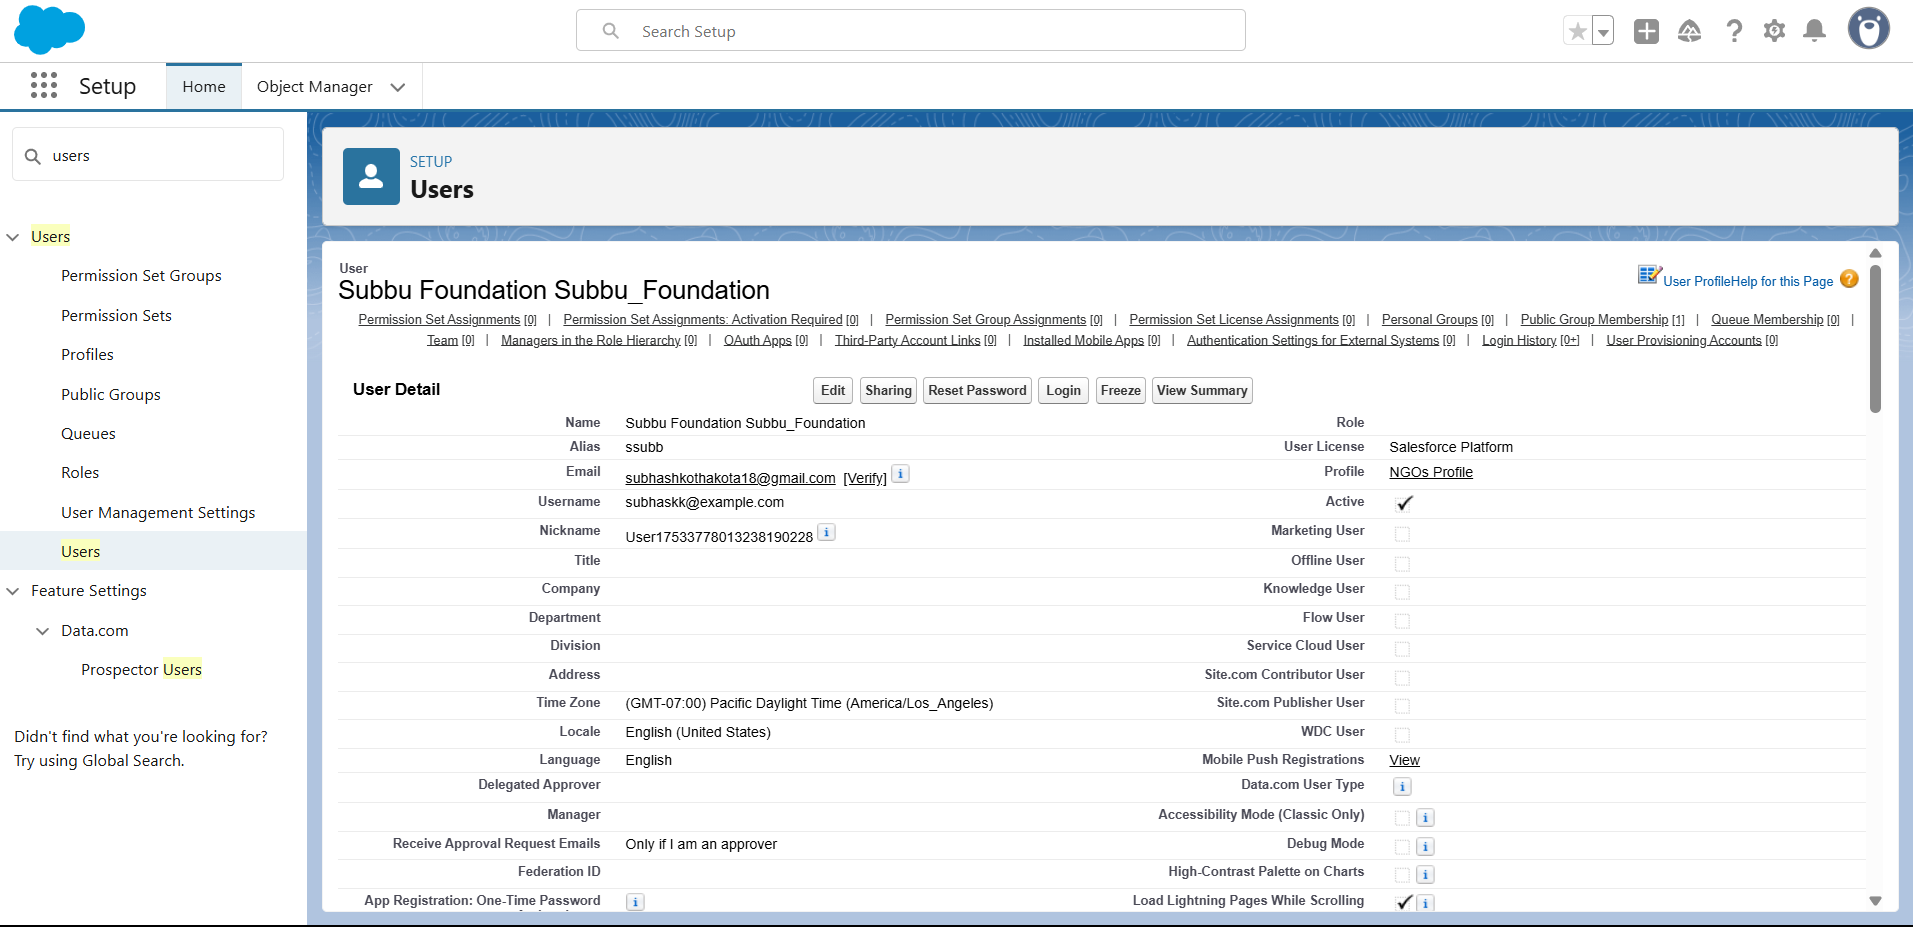 Search Setup
Setup
Home
Object Manager
users
Users
Permission Set Groups
Permission Sets
Profiles
Public Groups
Queues
Roles
User Management Settings
Users
Feature Settings
Data.com
Prospector Users
Didn't find what you're looking for?
Try using Global Search.
SETUP
Users
User
Subbu Foundation Subbu_Foundation
User Profile Help for this Page
Permission Set Assignments [0] | Permission Set Assignments: Activation Required [0] | Permission Set Group Assignments [0] | Permission Set License Assignments [0] | Personal Groups [0] | Public Group Membership [1] | Queue Membership [0] |
Team [0] | Managers in the Role Hierarchy [0] | OAuth Apps [0] | Third-Party Account Links [0] | Installed Mobile Apps [0] | Authentication Settings for External Systems [0] | Login History [0+] | User Provisioning Accounts [0]
User Detail Edit Sharing Reset Password Login Freeze View Summary
Name Subbu Foundation Subbu_Foundation Role
Alias ssubb User License Salesforce Platform
Email subhashkothakota18@gmail.com [Verify] i Profile NGOs Profile
Username subhaskk@example.com Active
Nickname User17533778013238190228 i Marketing User
Title Offline User
Company Knowledge User
Department Flow User
Division Service Cloud User
Address Site.com Contributor User
Time Zone (GMT-07:00) Pacific Daylight Time (America/Los_Angeles) Site.com Publisher User
Locale English (United States) WDC User
Language English Mobile Push Registrations View
Delegated Approver Data.com User Type i
Manager Accessibility Mode (Classic Only) i
Receive Approval Request Emails Only if I am an approver Debug Mode i
Federation ID High-Contrast Palette on Charts i
App Registration: One-Time Password i Load Lightning Pages While Scrolling i